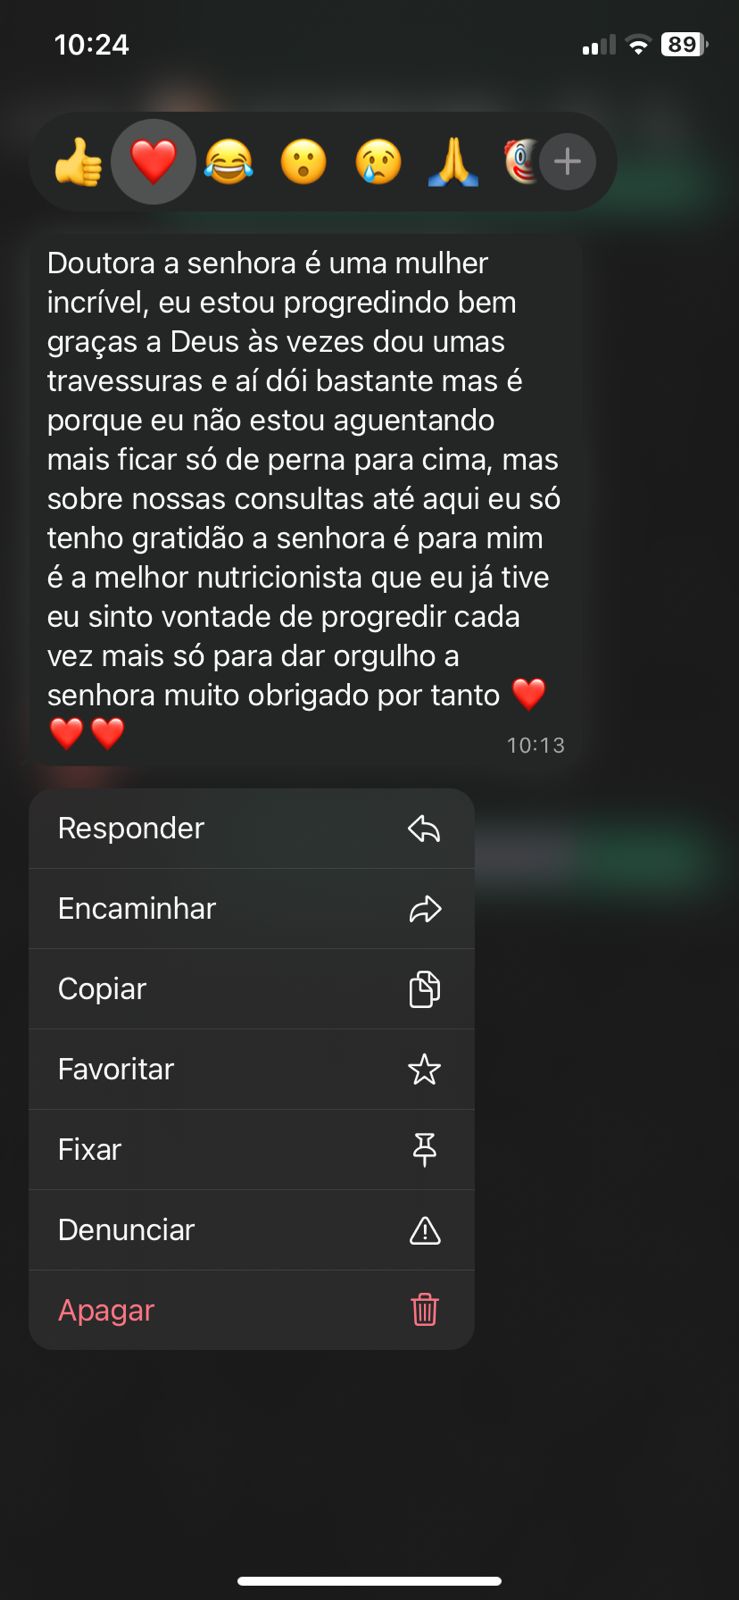 10:24
89
Doutora a senhora é uma mulher
incrível, eu estou progredindo bem
graças a Deus às vezes dou umas
travessuras e aí dói bastante mas é
porque eu não estou aguentando
mais ficar só de perna para cima, mas
sobre nossas consultas até aqui eu só
tenho gratidão a senhora é para mim
é a melhor nutricionista que eu já tive
eu sinto vontade de progredir cada
vez mais só para dar orgulho a
senhora muito obrigado por tanto ❤️
❤️❤️
10:13
Responder
Encaminhar
Copiar
Favoritar
Fixar
Denunciar
Apagar